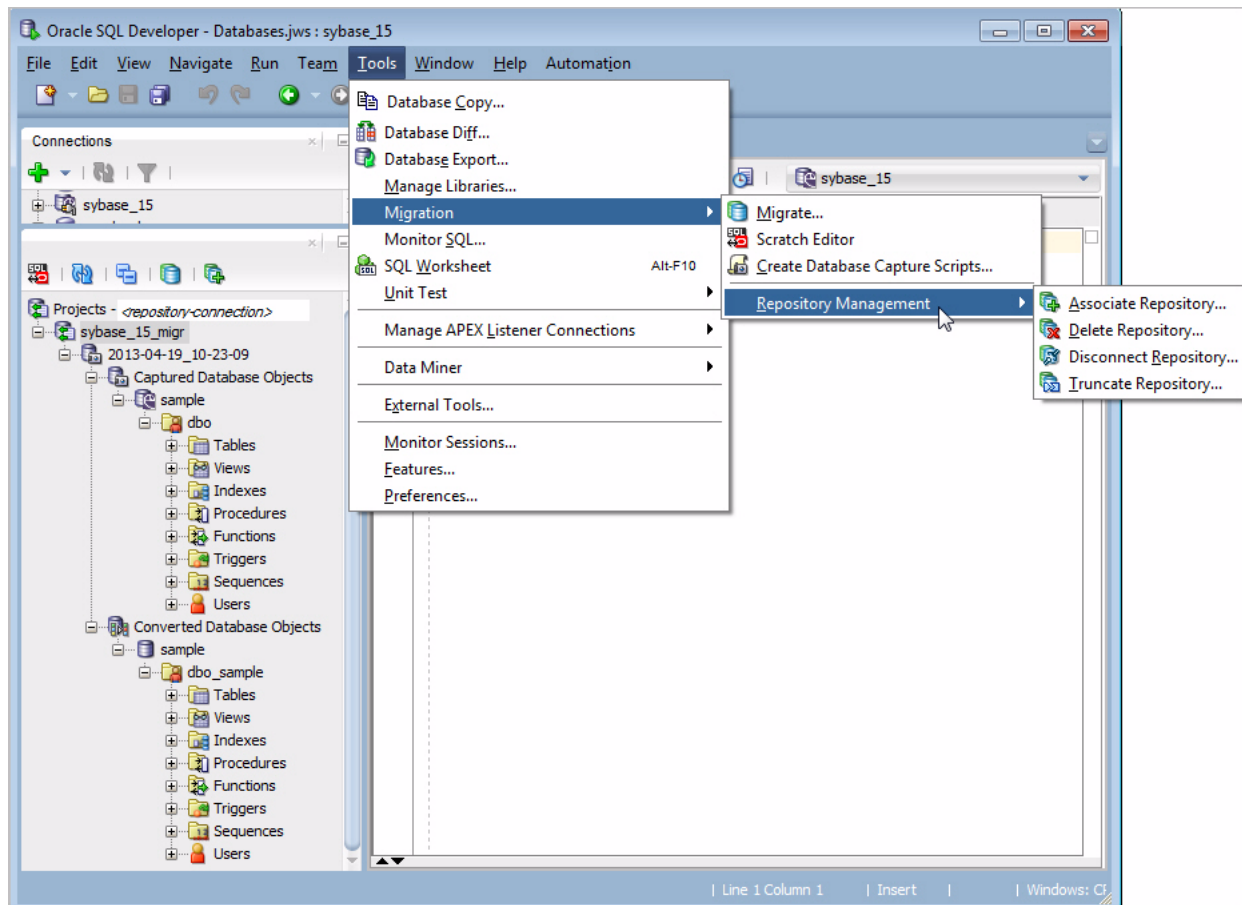 Oracle SQL Developer - Databases.jws : sybase_15
File Edit View Navigate Run Team Tools Window Help Automation
Connections
sybase_15
Projects - <repository-connection>
sybase_15_migr
2013-04-19_10-23-09
Captured Database Objects
sample
dbo
Tables
Views
Indexes
Procedures
Functions
Triggers
Sequences
Users
Converted Database Objects
sample
dbo_sample
Tables
Views
Indexes
Procedures
Functions
Triggers
Sequences
Users
Database Copy...
Database Diff...
Database Export...
Manage Libraries...
Migration
Monitor SQL...
SQL Worksheet Alt-F10
Unit Test
Manage APEX Listener Connections
Data Miner
External Tools...
Monitor Sessions...
Features...
Preferences...
sybase_15
Migrate...
Scratch Editor
Create Database Capture Scripts...
Repository Management
Associate Repository...
Delete Repository...
Disconnect Repository...
Truncate Repository...
| Line 1 Column 1 | Insert | | Windows: